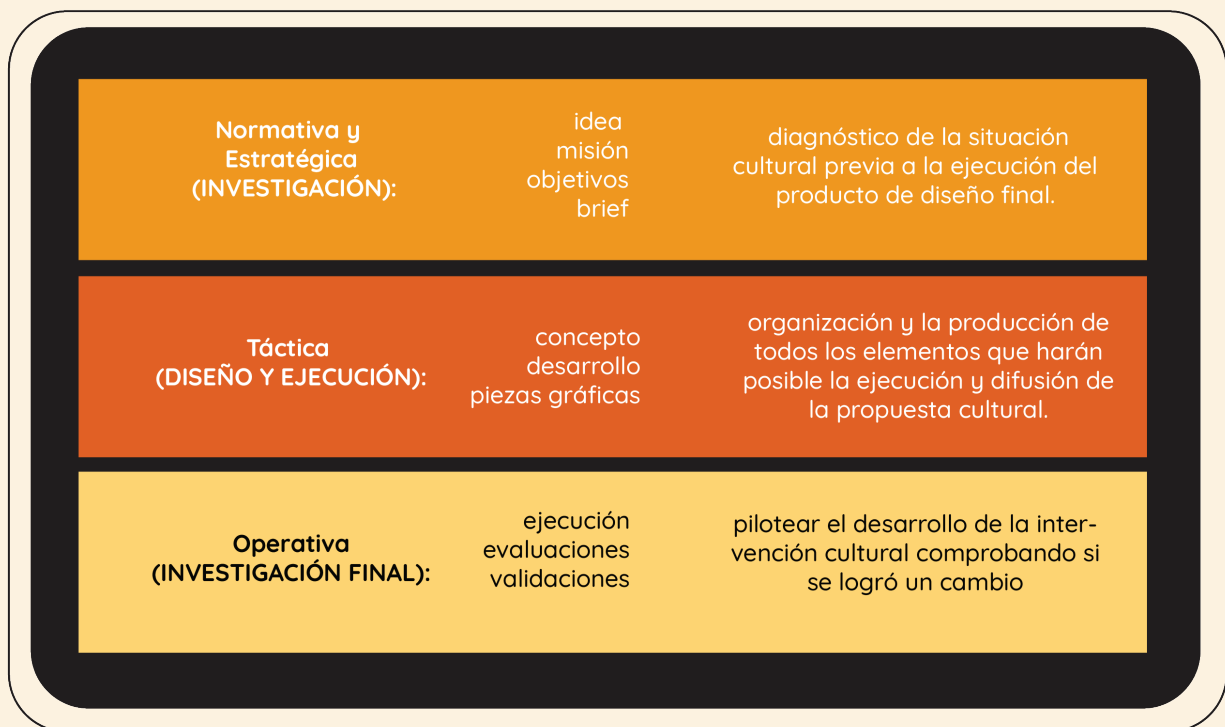 Normativa y
Estratégica
(INVESTIGACIÓN):
idea
misión
objetivos
brief
diagnóstico de la situación
cultural previa a la ejecución del
producto de diseño final.
Táctica
(DISEÑO Y EJECUCIÓN):
concepto
desarrollo
piezas gráficas
organización y la producción de
todos los elementos que harán
posible la ejecución y difusión de
la propuesta cultural.
Operativa
(INVESTIGACIÓN FINAL):
ejecución
evaluaciones
validaciones
pilotear el desarrollo de la inter-
vención cultural comprobando si
se logró un cambio